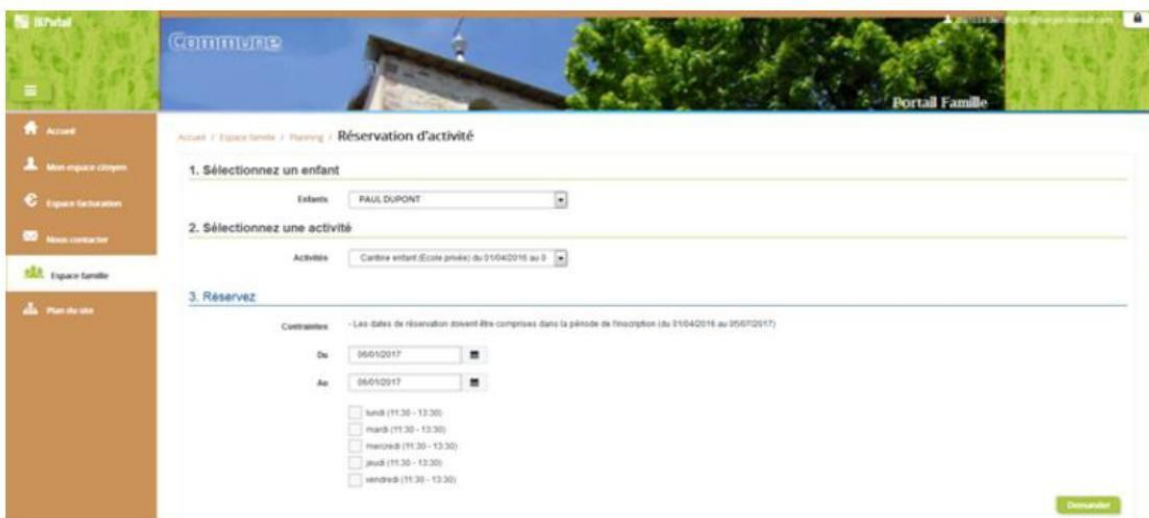 Commune
Portail Famille
Accueil
Mon espace citoyen
Espace facturation
Nous contacter
Espace famille
Plan du site
Accueil / Espace famille / Planning / Réservation d'activité
1. Sélectionnez un enfant
Enfants PAUL DUPONT
2. Sélectionnez une activité
Activités Cantine enfant (Ecole privée) du 01/04/2016 au 0
3. Réservez
Contraintes - Les dates de réservation doivent être comprises dans la période de l'inscription (du 01/04/2016 au 05/07/2017)
Du 06/01/2017
Au 06/01/2017
lundi (11:30 - 13:30)
mardi (11:30 - 13:30)
mercredi (11:30 - 13:30)
jeudi (11:30 - 13:30)
vendredi (11:30 - 13:30)
Demander